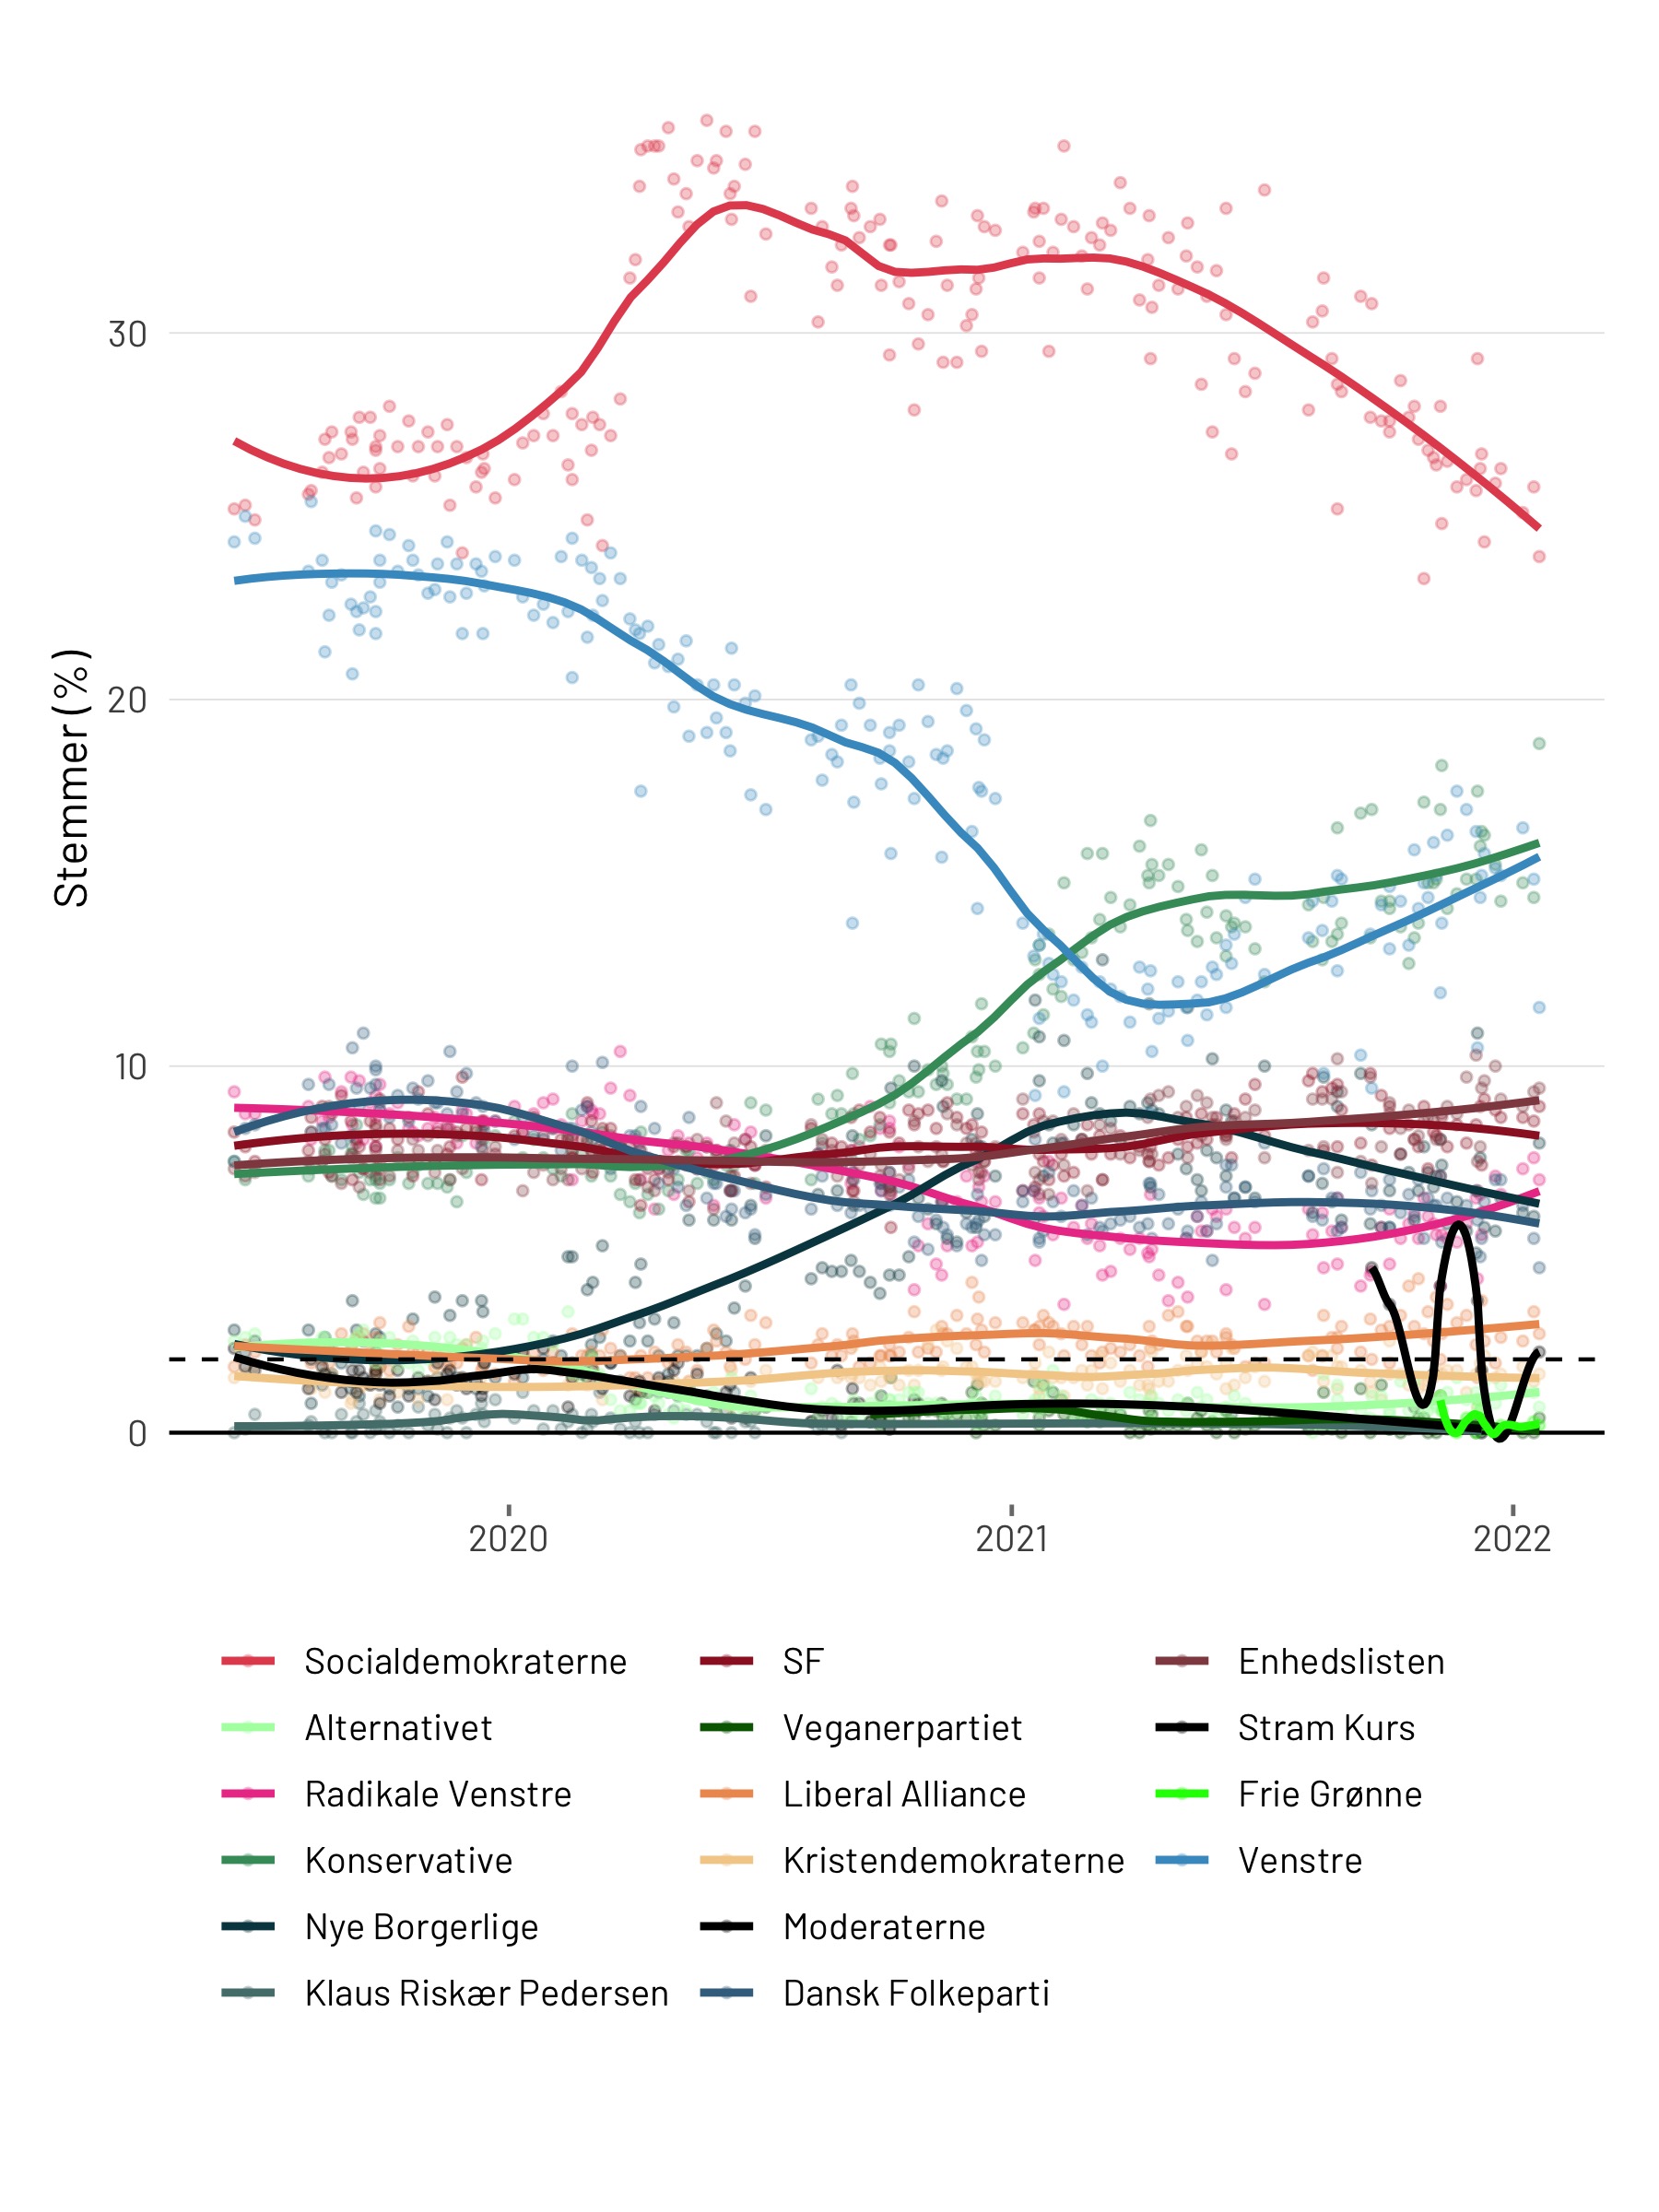 Stemmer (%)
30
20
10
0
2020 2021 2022
Socialdemokraterne SF Enhedslisten
Alternativet Veganerpartiet Stram Kurs
Radikale Venstre Liberal Alliance Frie Grønne
Konservative Kristendemokraterne Venstre
Nye Borgerlige Moderaterne
Klaus Riskær Pedersen Dansk Folkeparti